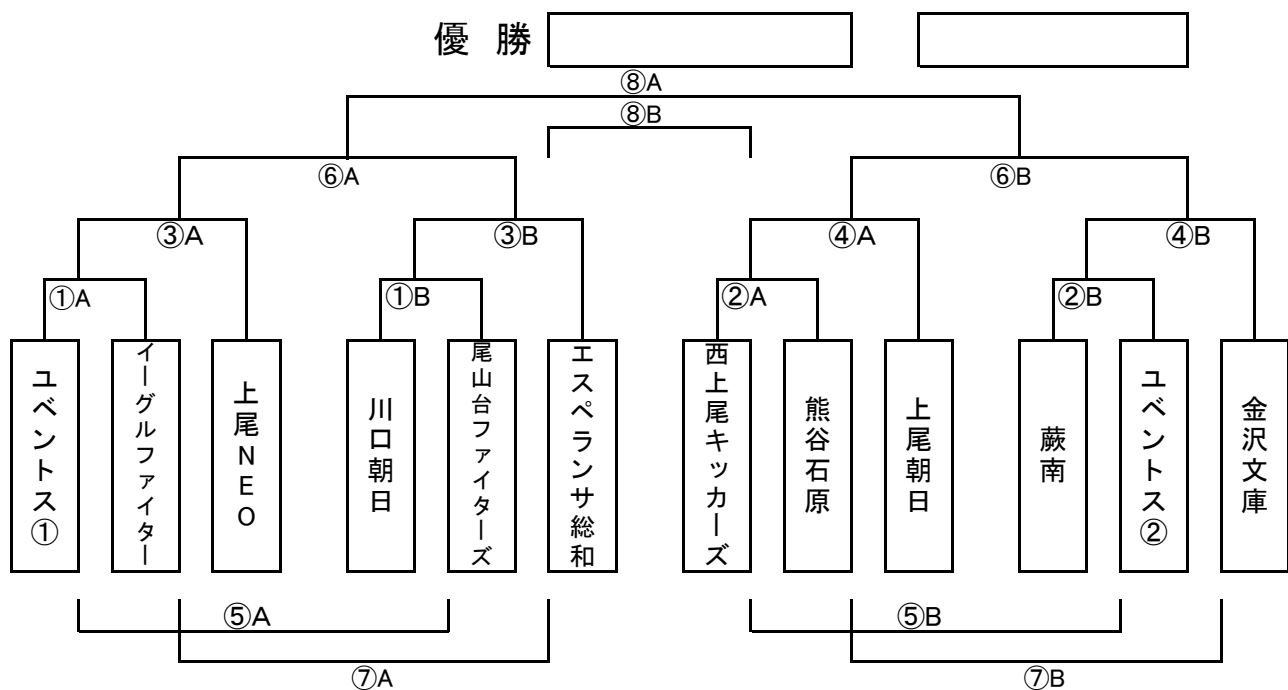 優 勝
⑧A
⑧B
⑥A
⑥B
③A
③B
④A
④B
①A
①B
②A
②B
ユベントス①
イーグルファイター
上尾NEO
川口朝日
尾山台ファイターズ
エスペランサ総和
西上尾キッカーズ
熊谷石原
上尾朝日
蕨南
ユベントス②
金沢文庫
⑤A
⑤B
⑦A
⑦B